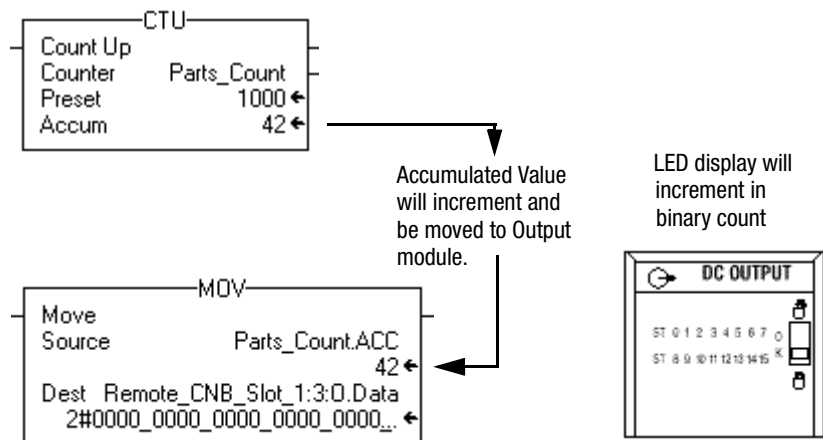 CTU
Count Up
Counter Parts_Count
Preset 1000
Accum 42
Accumulated Value
will increment and
be moved to Output
module.
LED display will
increment in
binary count
MOV
Move
Source Parts_Count.ACC
42
Dest Remote_CNB_Slot_1:3:O.Data
2#0000_0000_0000_0000_0000...
DC OUTPUT
ST 0 1 2 3 4 5 6 7 O
ST 8 9 10 11 12 13 14 15 K